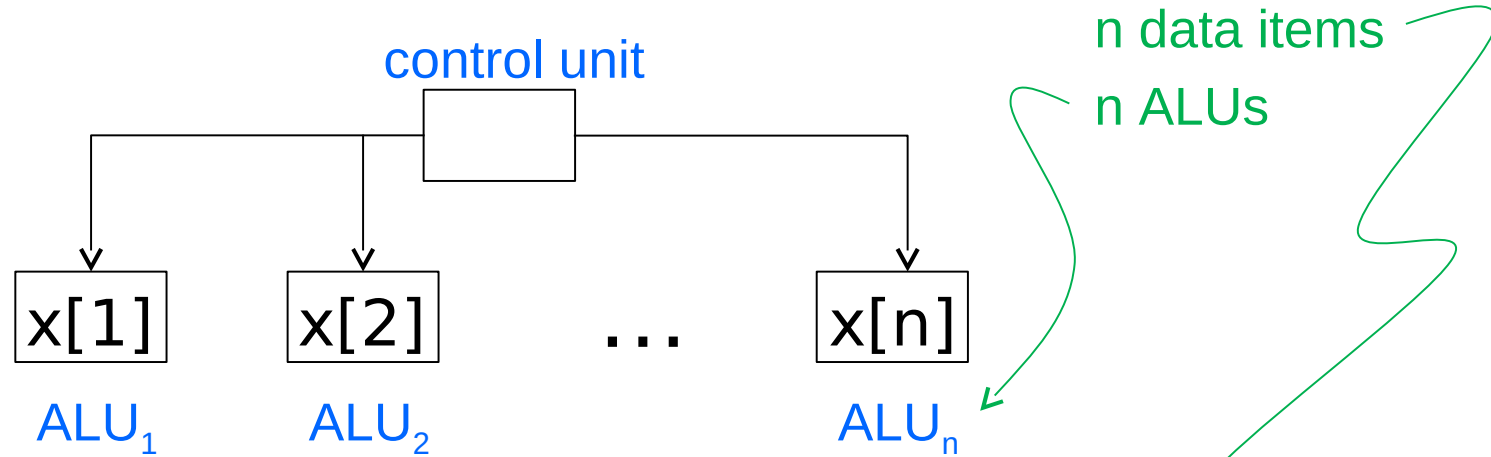 n data items
control unit
n ALUs
x[1] x[2] ... x[n]
ALU1 ALU2 ALUn